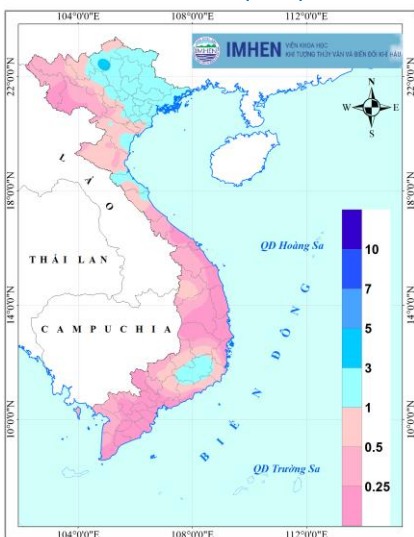 104°0'0"E 108°0'0"E 112°0'0"E
IMHEN VIỆN KHOA HỌC
KHÍ TƯỢNG THỦY VĂN VÀ BIẾN ĐỔI KHÍ HẬU
22°0'0"N
22°0'0"N
N
W E
S
LÀO
18°0'0"N
18°0'0"N
QĐ Hoàng Sa
THÁI LAN
10
7
14°0'0"N
14°0'0"N
CAMPUCHIA
5
3
1
BIỂN ĐÔNG
10°0'0"N
10°0'0"N
0.5
QĐ Trường Sa
0.25
104°0'0"E 108°0'0"E 112°0'0"E